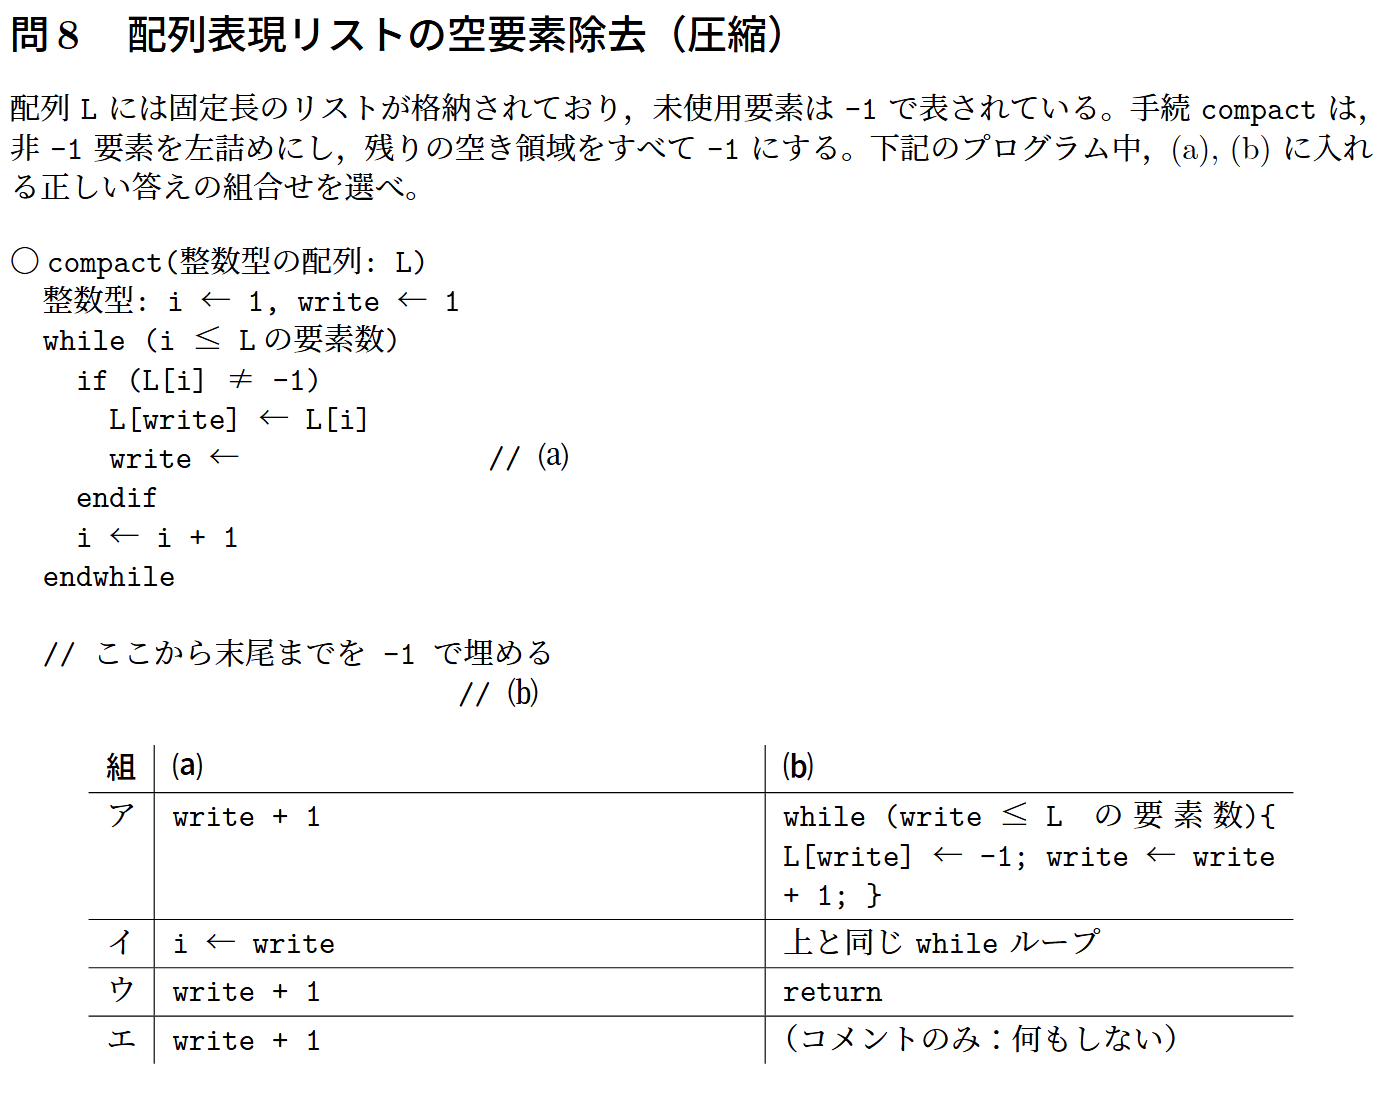 問 8 配列表現リストの空要素除去（圧縮）
配列 L には固定長のリストが格納されており，未使用要素は -1 で表されている。手続 compact は，
非 -1 要素を左詰めにし，残りの空き領域をすべて -1 にする。下記のプログラム中，(a), (b) に入れ
る正しい答えの組合せを選べ。
○ compact(整数型の配列: L)
整数型: i ← 1, write ← 1
while (i ≦ L の要素数)
if (L[i] ≠ -1)
L[write] ← L[i]
write ← // (a)
endif
i ← i + 1
endwhile
// ここから末尾までを -1 で埋める
// (b)
組 (a) (b)
ア write + 1 while (write ≦ L の要素数){
L[write] ← -1; write ← write
+ 1; }
イ i ← write 上と同じ while ループ
ウ write + 1 return
エ write + 1 （コメントのみ：何もしない）